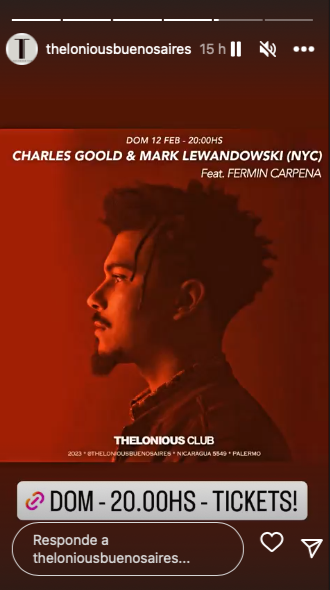 theloniousbuenosaires 15 h
DOM 12 FEB - 20:00HS
CHARLES GOOLD & MARK LEWANDOWSKI (NYC)
Feat. FERMIN CARPENA
THELONIOUS CLUB
2023 * @THELONIOUSBUENOSAIRES * NICARAGUA 5549 * PALERMO
DOM - 20.00HS - TICKETS!
Responde a
theloniousbuenosaires...